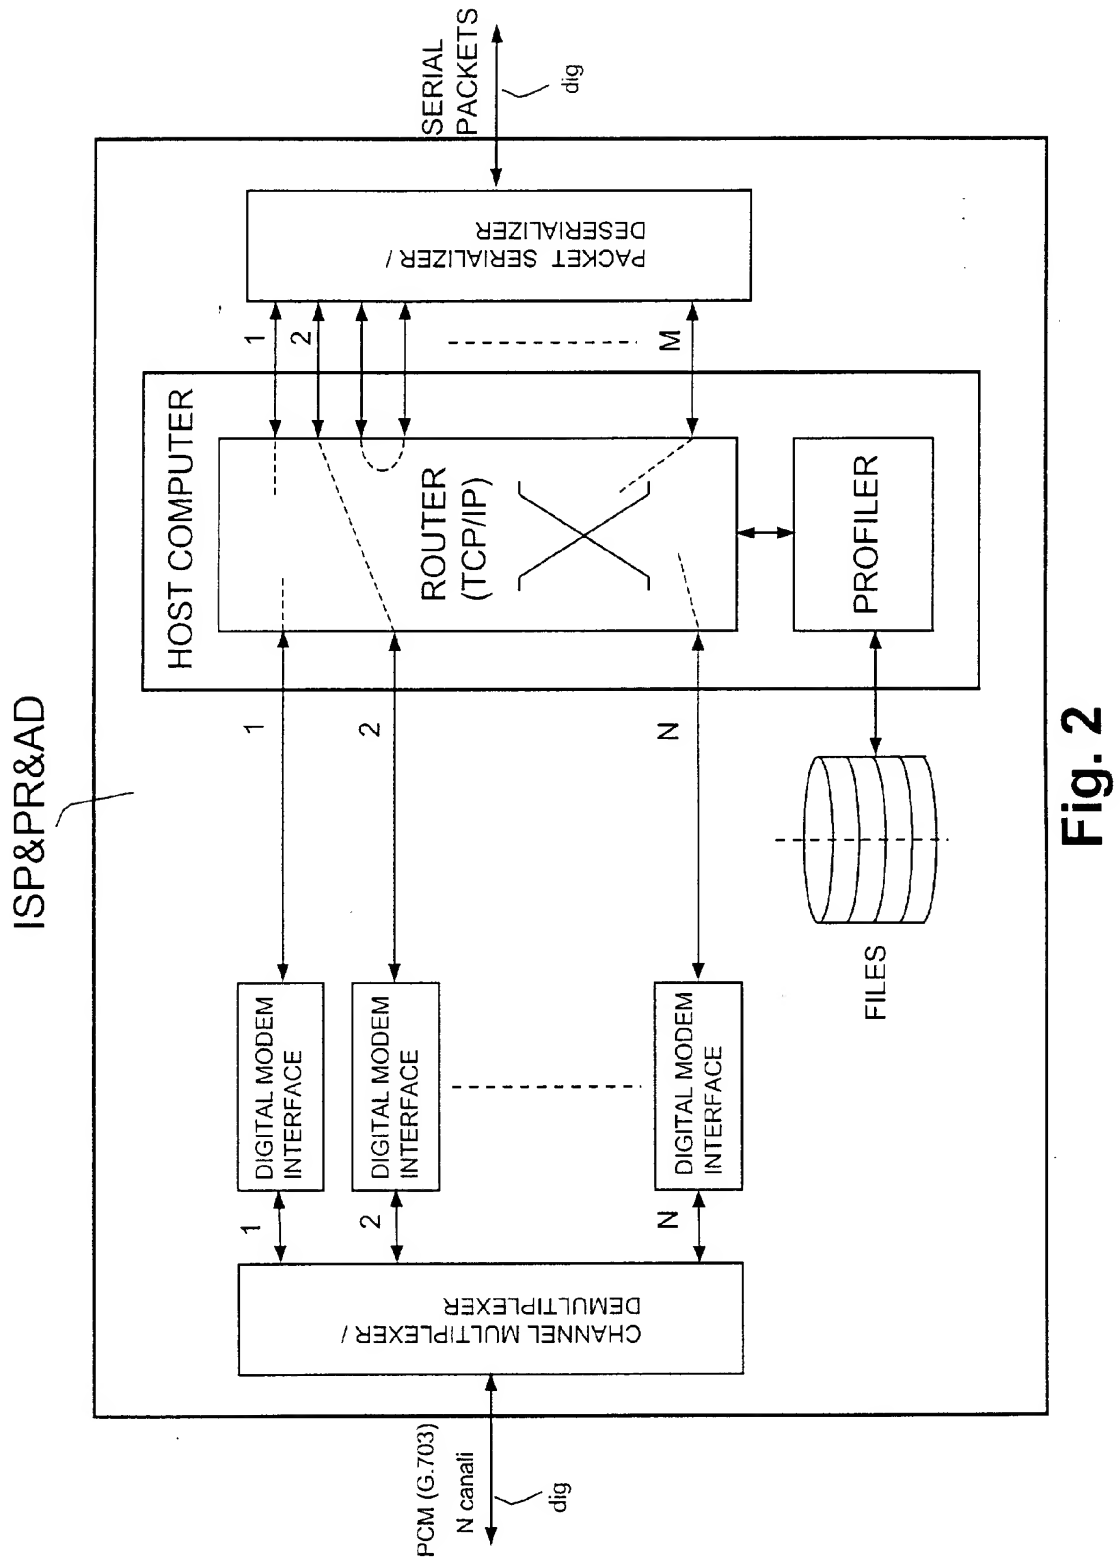 ISP&PR&AD
PCM (G.703)
N canali
dig
CHANNEL MULTIPLEXER /
DEMULTIPLEXER
1
2
N
DIGITAL MODEM
INTERFACE
DIGITAL MODEM
INTERFACE
DIGITAL MODEM
INTERFACE
1
2
N
FILES
HOST COMPUTER
ROUTER
(TCP/IP)
PROFILER
1
2
M
PACKET SERIALIZER /
DESERIALIZER
SERIAL
PACKETS
dig
Fig. 2